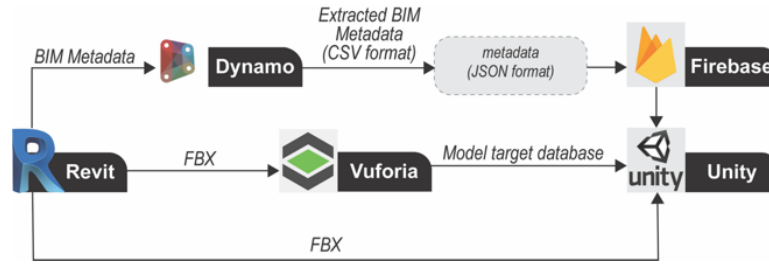 Extracted BIM
Metadata
(CSV format)
BIM Metadata
Dynamo
metadata
(JSON format)
Firebase
FBX
Model target database
R
Revit
Vuforia
unity
Unity
FBX